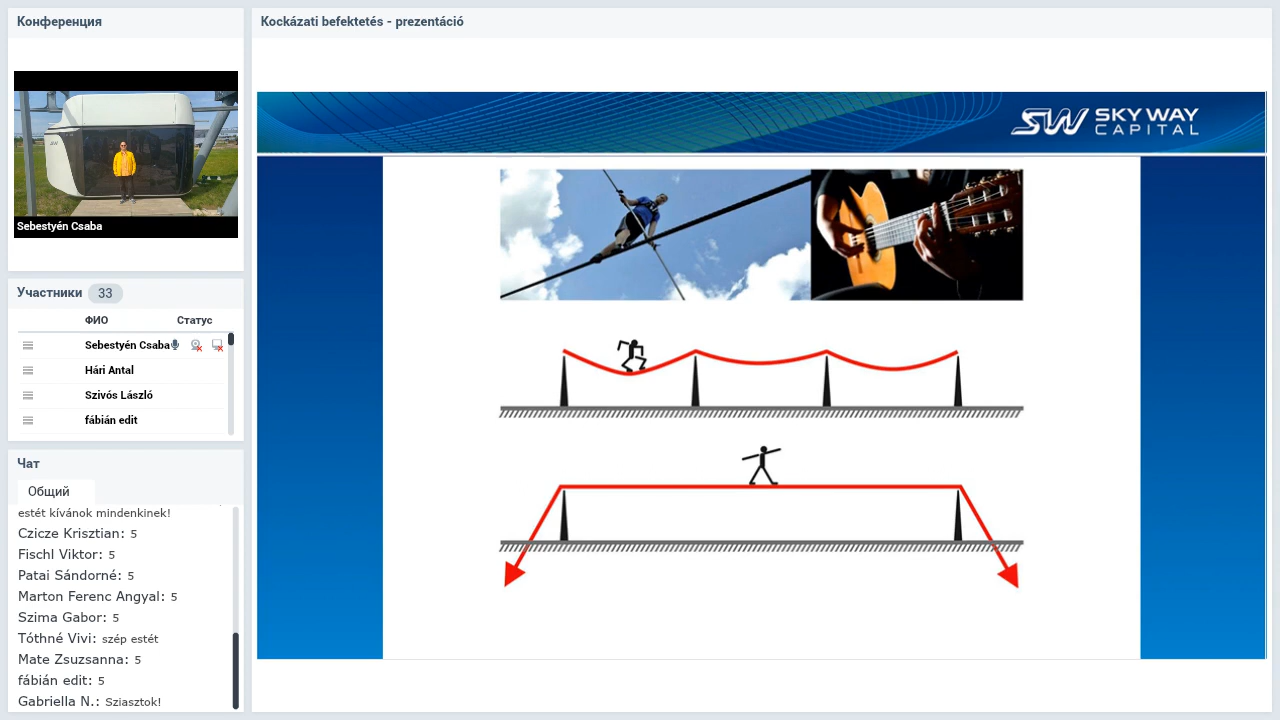 Конференция
Sebestyén Csaba
Участники 33
ФИО Статус
Sebestyén Csaba
Hári Antal
Szivós László
fábián edit
Чат
Общий
estét kívánok mindenkinek!
Czicze Krisztian: 5
Fischl Viktor: 5
Patai Sándorné: 5
Marton Ferenc Angyal: 5
Szima Gabor: 5
Tóthné Vivi: szép estét
Mate Zsuzsanna: 5
fábián edit: 5
Gabriella N.: Sziasztok!
Kockázati befektetés - prezentáció
SW SKY WAY
CAPITAL